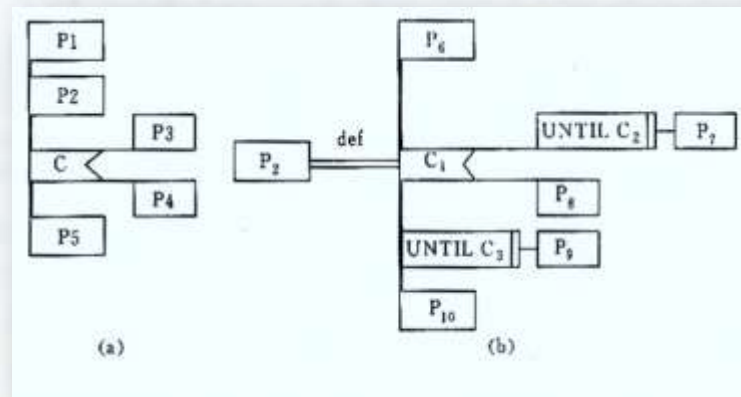 P1
P2
P3
C
P4
P5
(a)
P₂ def
P₆
UNTIL C₂ P₇
C₁
P₈
UNTIL C₃ P₉
P₁₀
(b)